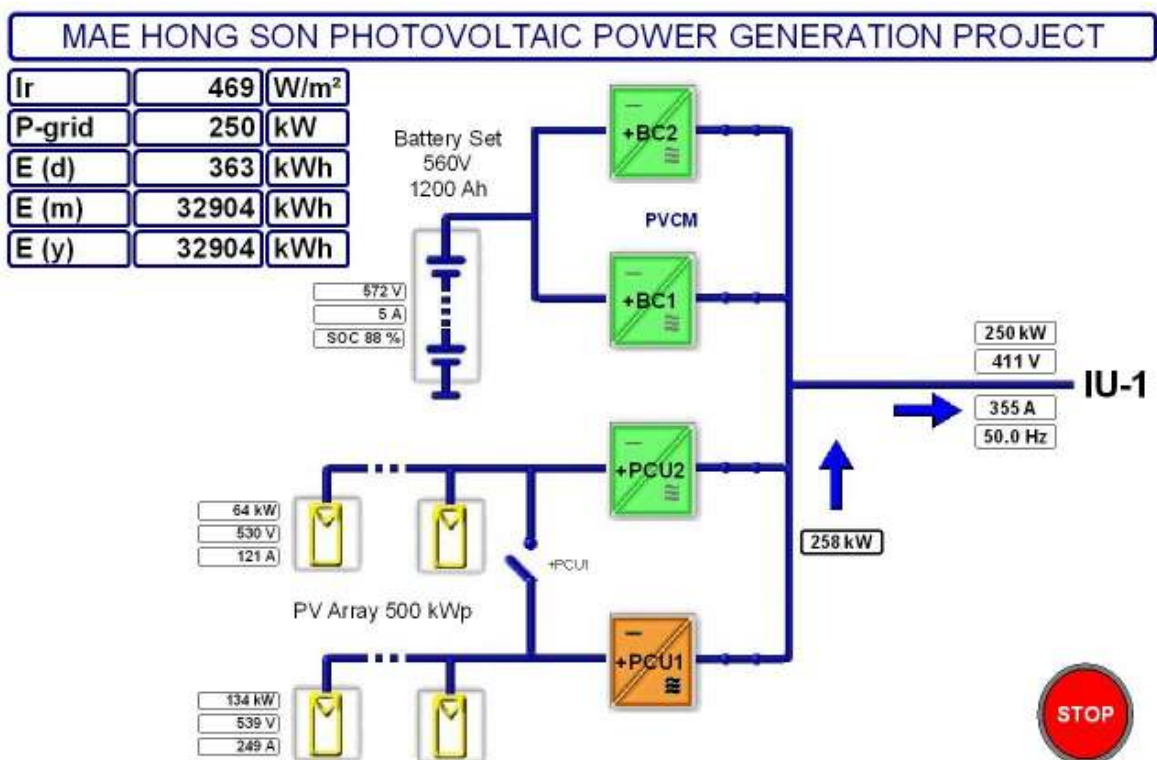 MAE HONG SON PHOTOVOLTAIC POWER GENERATION PROJECT
Ir 469 W/m²
P-grid 250 kW
E (d) 363 kWh
E (m) 32904 kWh
E (y) 32904 kWh
Battery Set
560V
1200 Ah
+BC2
PVCM
572 V
5 A
SOC 88 %
+BC1
250 kW
411 V
IU-1
355 A
50.0 Hz
+PCU2
64 kW
530 V
121 A
258 kW
+PCU1
PV Array 500 kWp
+PCU1
134 kW
539 V
249 A
STOP